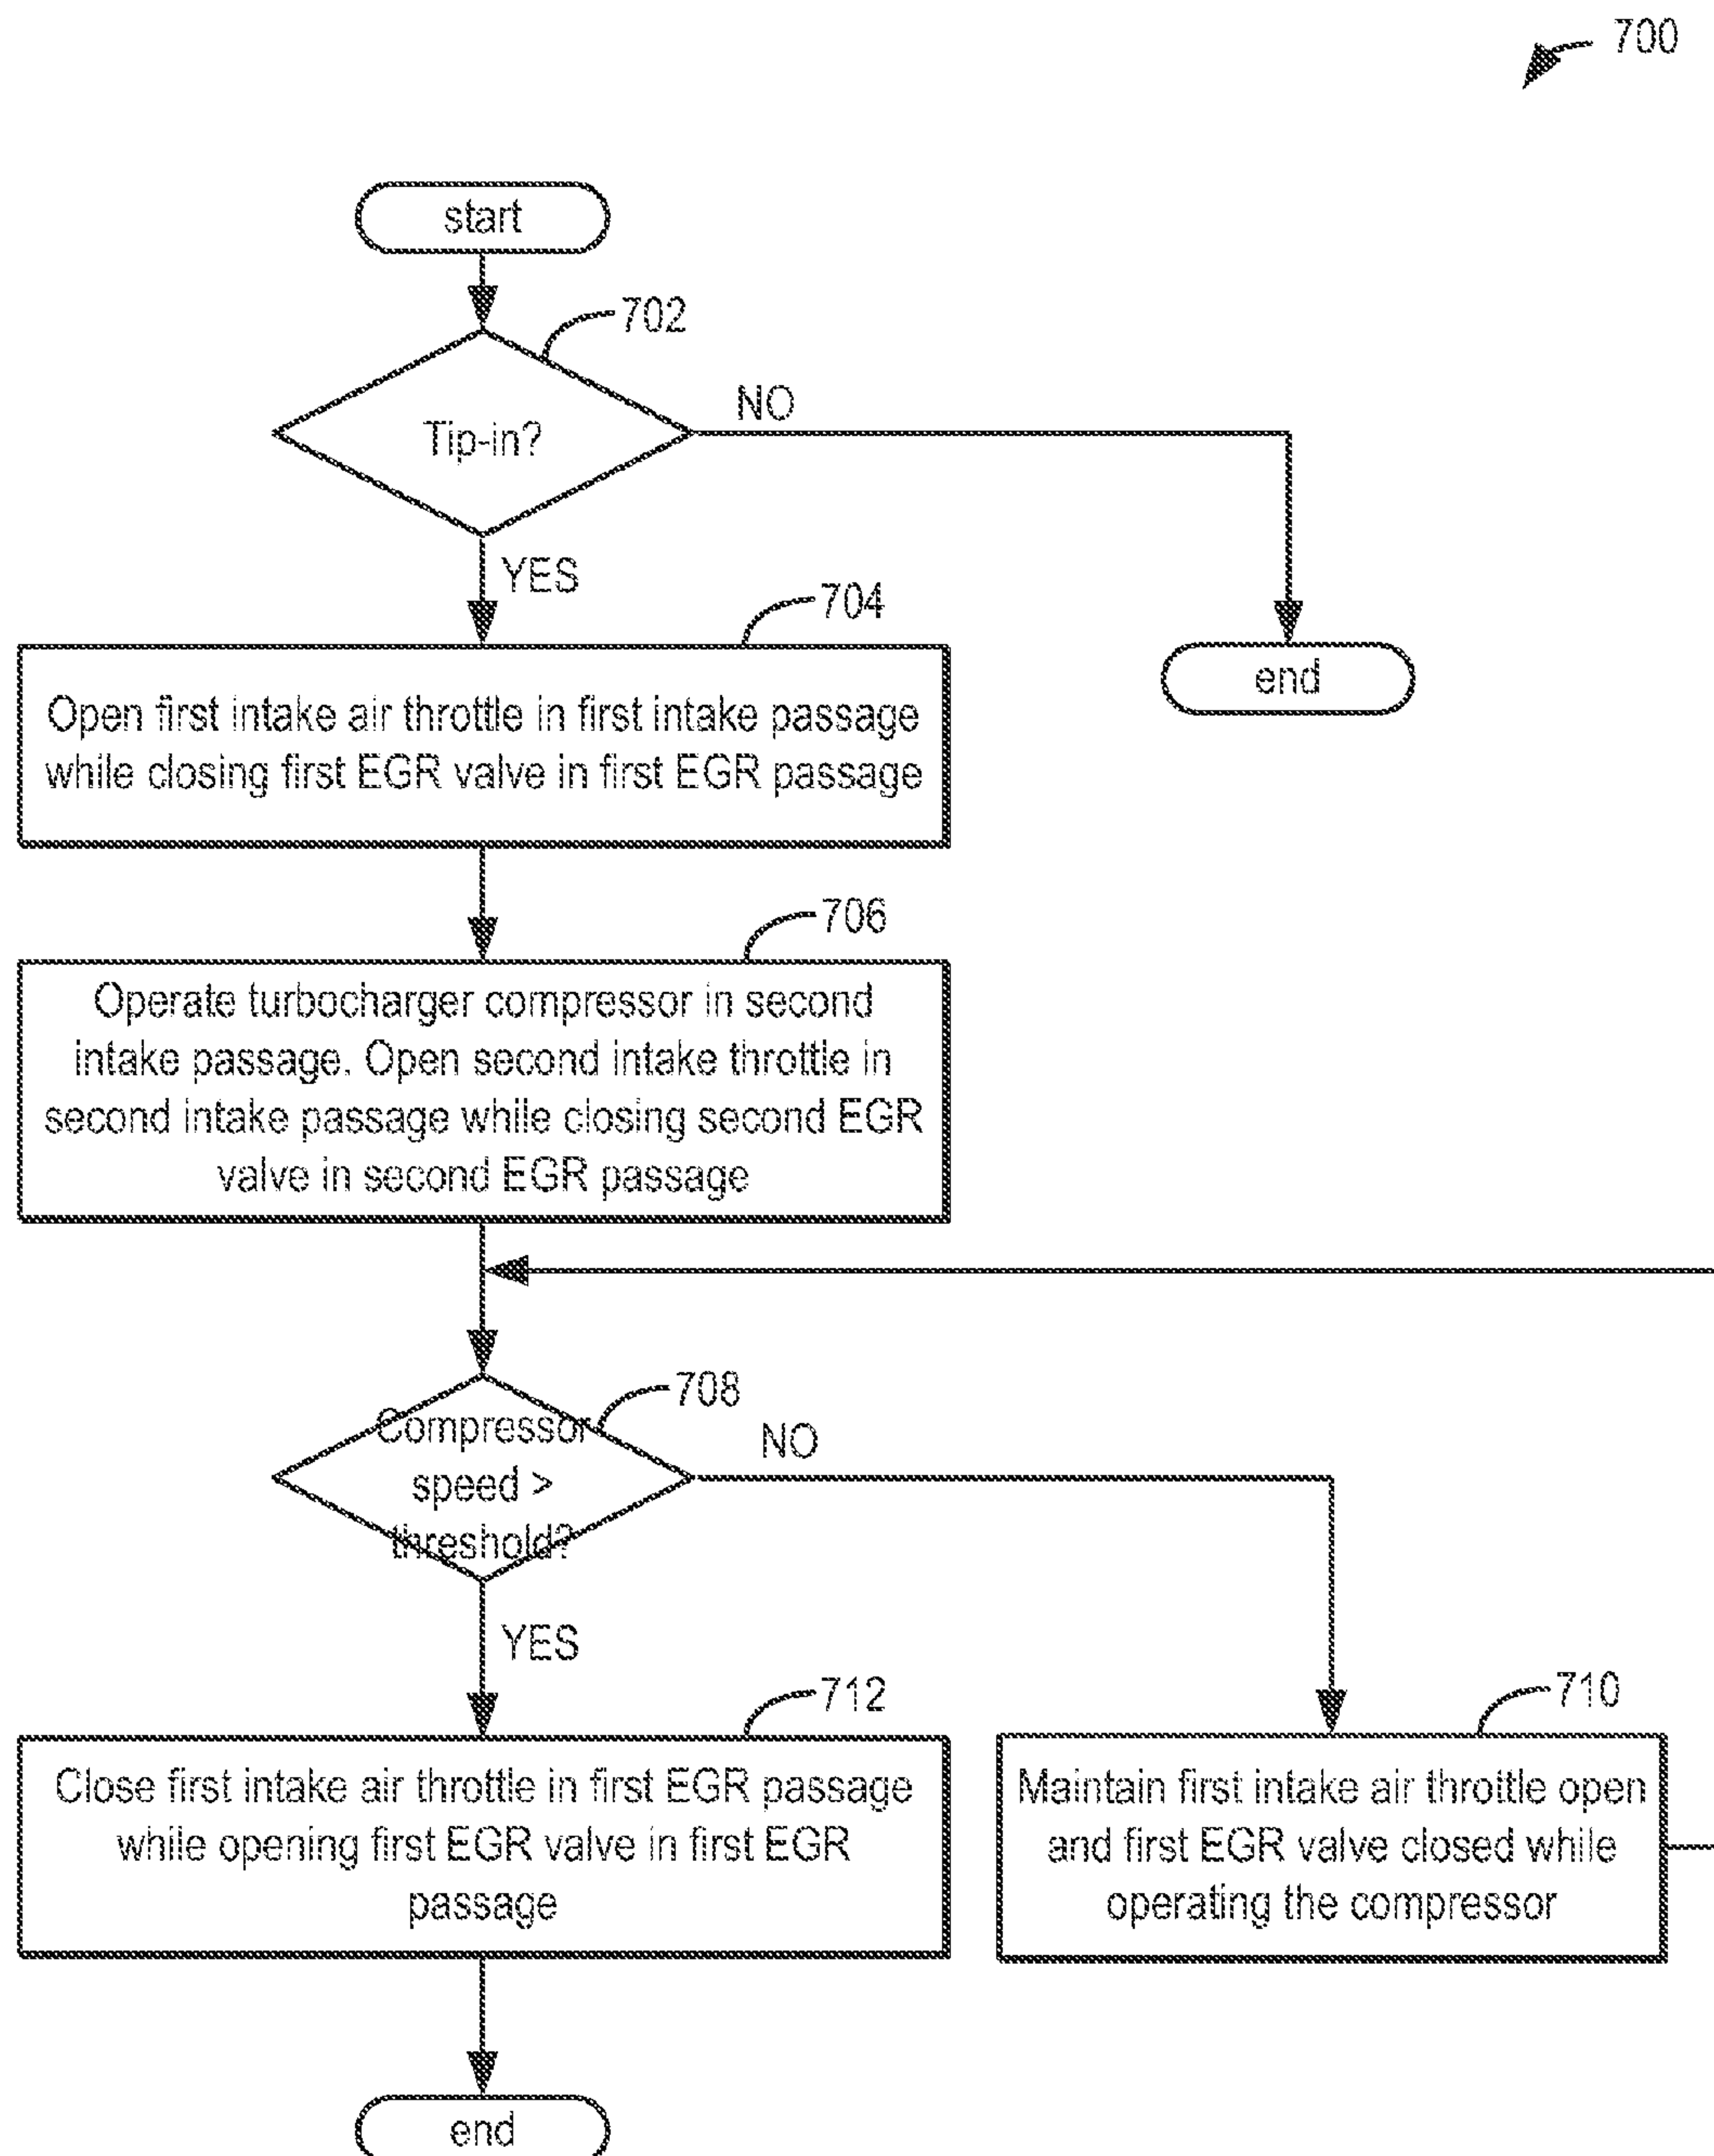 700
start
702
Tip-in?
NO
YES
704
end
Open first intake air throttle in first intake passage
while closing first EGR valve in first EGR passage
706
Operate turbocharger compressor in second
intake passage. Open second intake throttle in
second intake passage while closing second EGR
valve in second EGR passage
708
Compressor
speed >
threshold?
NO
YES
712
710
Close first intake air throttle in first EGR passage
while opening first EGR valve in first EGR
passage
Maintain first intake air throttle open
and first EGR valve closed while
operating the compressor
end